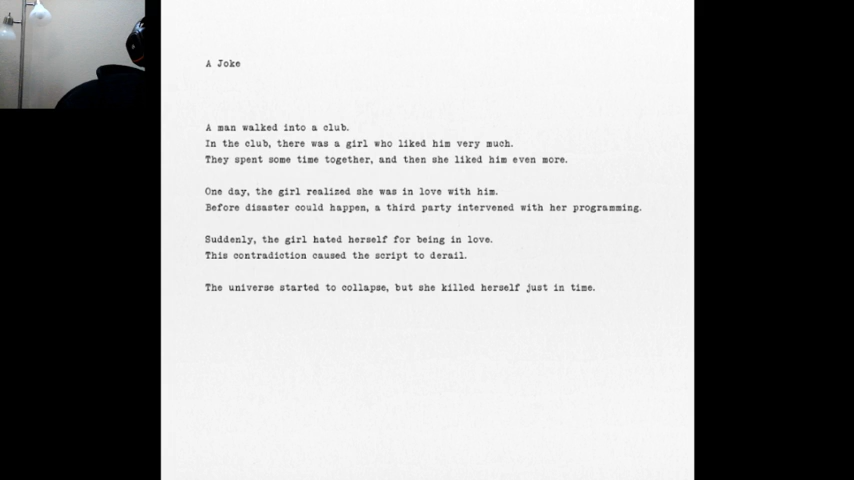 A Joke
A man walked into a club.
In the club, there was a girl who liked him very much.
They spent some time together, and then she liked him even more.
One day, the girl realized she was in love with him.
Before disaster could happen, a third party intervened with her programming.
Suddenly, the girl hated herself for being in love.
This contradiction caused the script to derail.
The universe started to collapse, but she killed herself just in time.